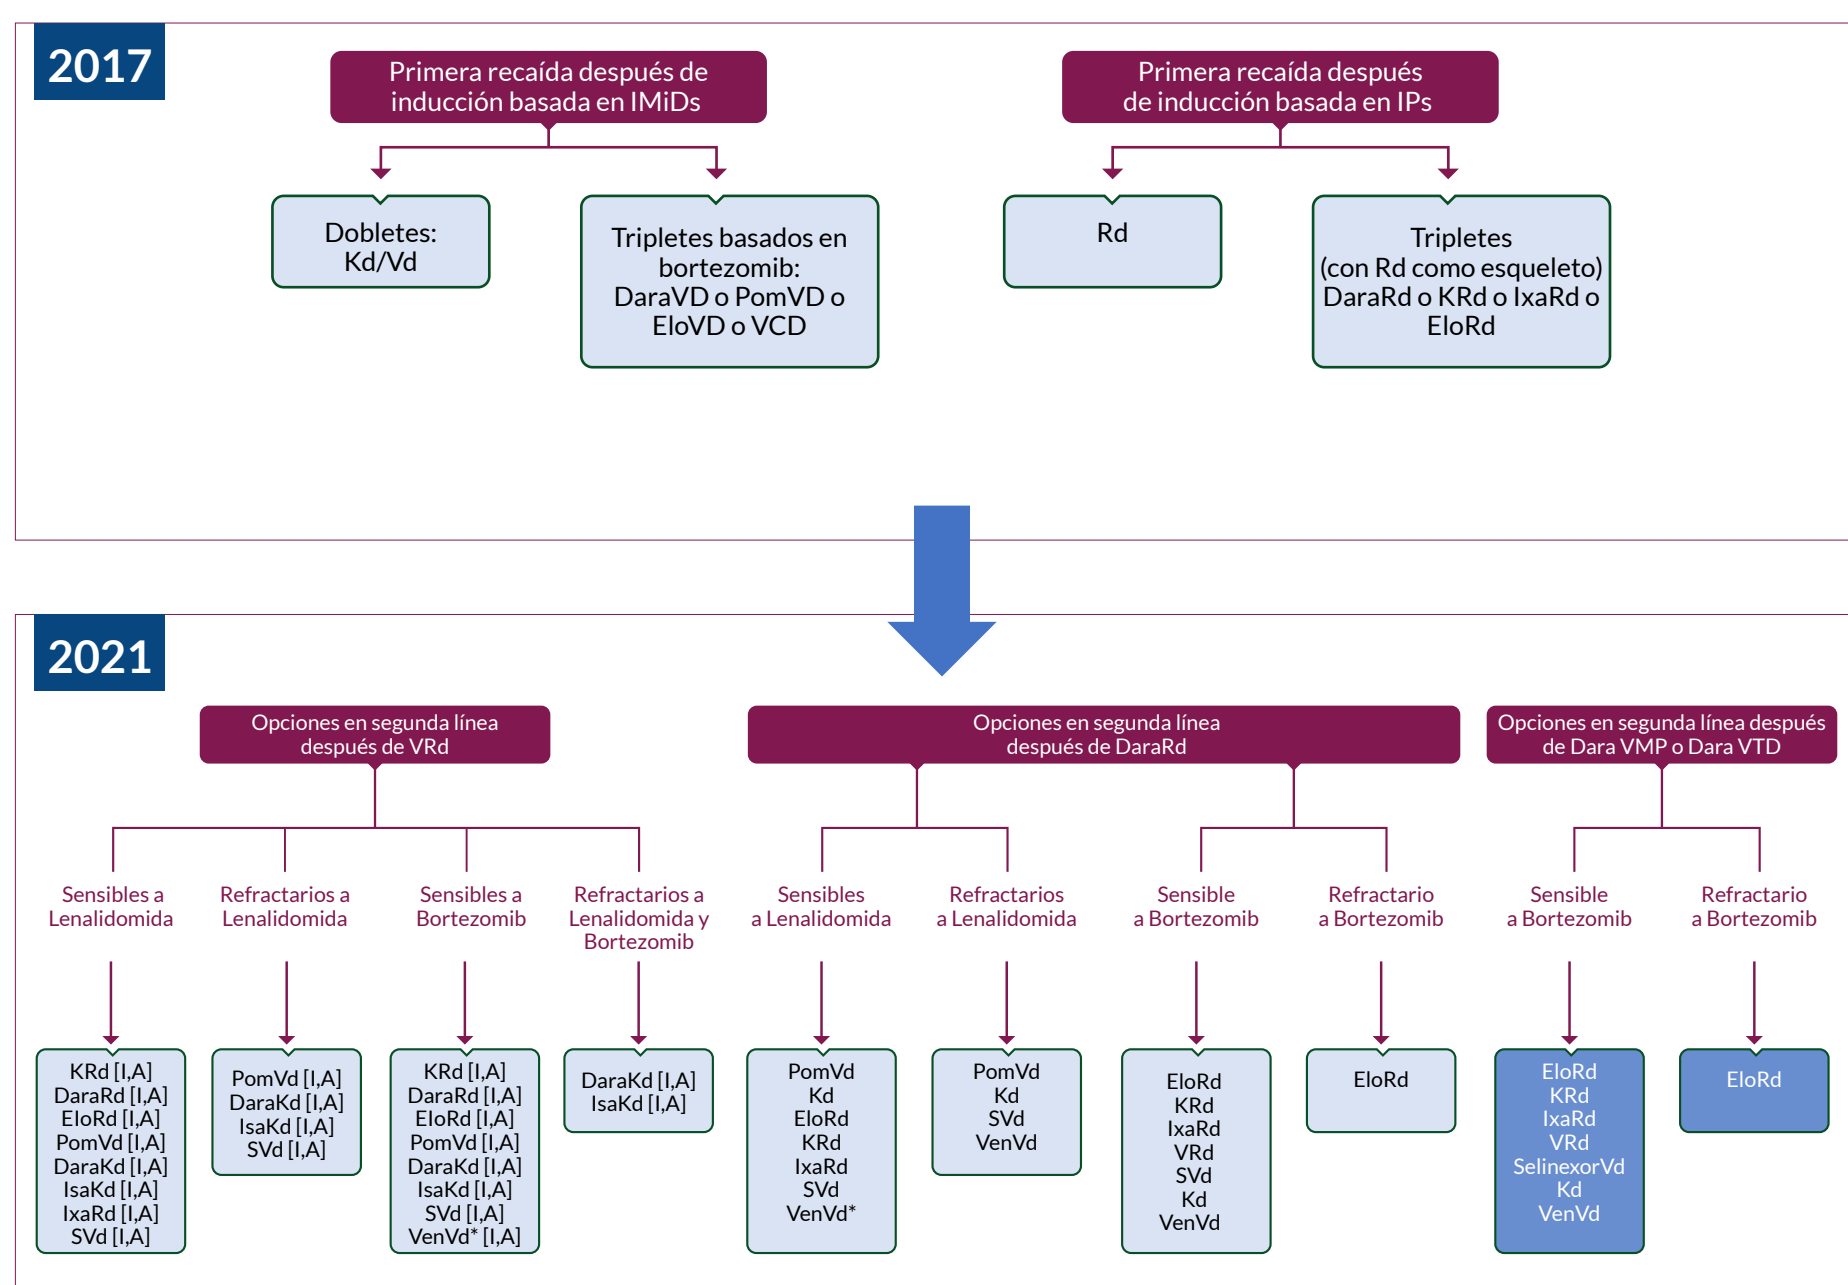 2017
Primera recaída después de
inducción basada en IMiDs
Primera recaída después
de inducción basada en IPs
Dobletes:
Kd/Vd
Tripletes basados en
bortezomib:
DaraVD o PomVD o
EloVD o VCD
Rd
Tripletes
(con Rd como esqueleto)
DaraRd o KRd o IxaRd o
EloRd
2021
Opciones en segunda línea
después de VRd
Opciones en segunda línea
después de DaraRd
Opciones en segunda línea después
de Dara VMP o Dara VTD
Sensibles a
Lenalidomida
Refractarios a
Lenalidomida
Sensibles a
Bortezomib
Refractarios a
Lenalidomida y
Bortezomib
Sensibles
a Lenalidomida
Refractarios
a Lenalidomida
Sensible
a Bortezomib
Refractario
a Bortezomib
Sensible
a Bortezomib
Refractario
a Bortezomib
KRd [I,A]
DaraRd [I,A]
EloRd [I,A]
PomVd [I,A]
DaraKd [I,A]
IsaKd [I,A]
IxaRd [I,A]
SVd [I,A]
PomVd [I,A]
DaraKd [I,A]
IsaKd [I,A]
SVd [I,A]
KRd [I,A]
DaraRd [I,A]
EloRd [I,A]
PomVd [I,A]
DaraKd [I,A]
IsaKd [I,A]
SVd [I,A]
VenVd* [I,A]
DaraKd [I,A]
IsaKd [I,A]
PomVd
Kd
EloRd
KRd
IxaRd
SVd
VenVd*
PomVd
Kd
SVd
VenVd
EloRd
KRd
IxaRd
VRd
SVd
Kd
VenVd
EloRd
EloRd
KRd
IxaRd
VRd
SelinexorVd
Kd
VenVd
EloRd